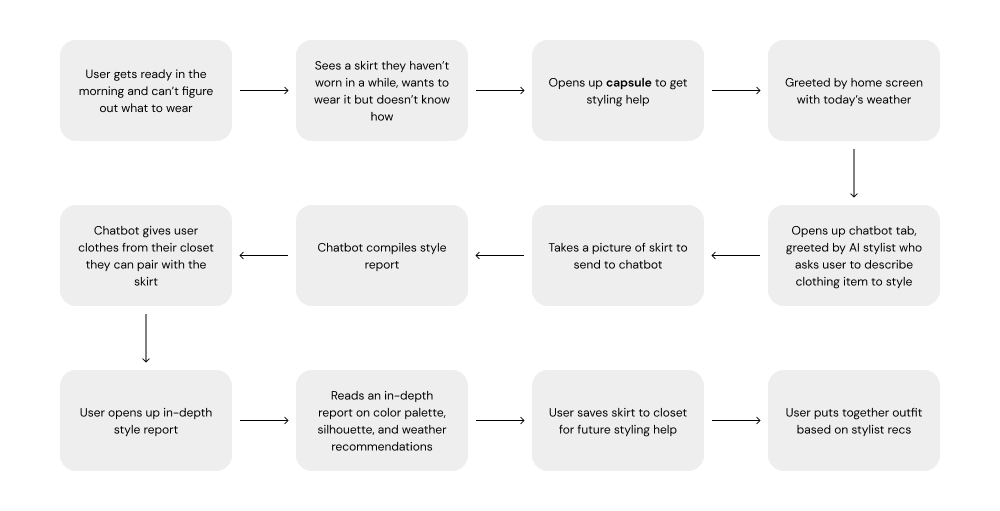 User gets ready in the
morning and can't figure
out what to wear
Sees a skirt they haven't
worn in a while, wants to
wear it but doesn't know
how
Opens up capsule to get
styling help
Greeted by home screen
with today's weather
Opens up chatbot tab,
greeted by AI stylist who
asks user to describe
clothing item to style
Takes a picture of skirt to
send to chatbot
Chatbot compiles style
report
Chatbot gives user
clothes from their closet
they can pair with the
skirt
User opens up in-depth
style report
Reads an in-depth
report on color palette,
silhouette, and weather
recommendations
User saves skirt to closet
for future styling help
User puts together outfit
based on stylist recs